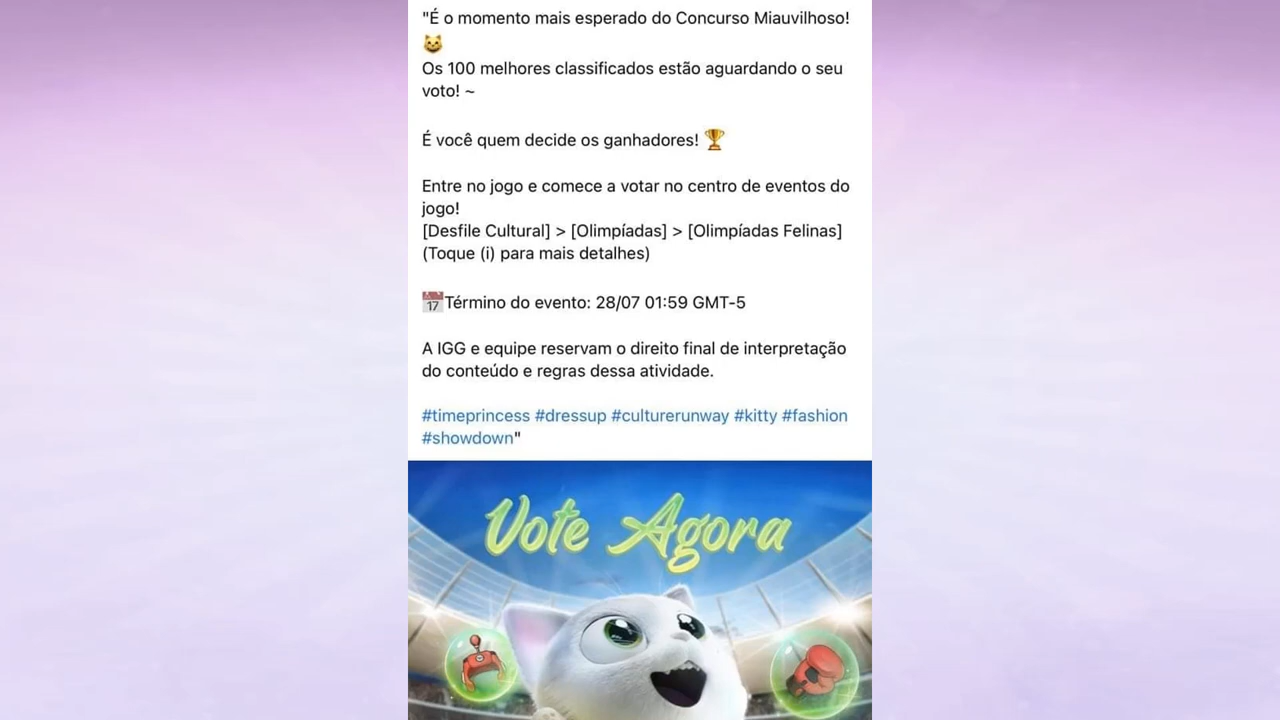 "É o momento mais esperado do Concurso Miauvilhoso!
😺
Os 100 melhores classificados estão aguardando o seu
voto! ~
É você quem decide os ganhadores! 🏆
Entre no jogo e comece a votar no centro de eventos do
jogo!
[Desfile Cultural] > [Olimpíadas] > [Olimpíadas Felinas]
(Toque (i) para mais detalhes)
📅Término do evento: 28/07 01:59 GMT-5
A IGG e equipe reservam o direito final de interpretação
do conteúdo e regras dessa atividade.
#timeprincess #dressup #culturerunway #kitty #fashion
#showdown"
Vote Agora